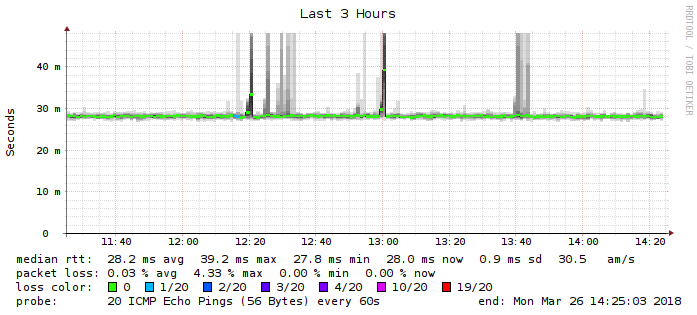 Last 3 Hours
RRDTOOL / TOBI OETIKER
Seconds
40 m
30 m
20 m
10 m
0
11:40 12:00 12:20 12:40 13:00 13:20 13:40 14:00 14:20
median rtt: 28.2 ms avg 39.2 ms max 27.8 ms min 28.0 ms now 0.9 ms sd 30.5 am/s
packet loss: 0.03 % avg 4.33 % max 0.00 % min 0.00 % now
loss color: 0 1/20 2/20 3/20 4/20 10/20 19/20
probe: 20 ICMP Echo Pings (56 Bytes) every 60s end: Mon Mar 26 14:25:03 2018